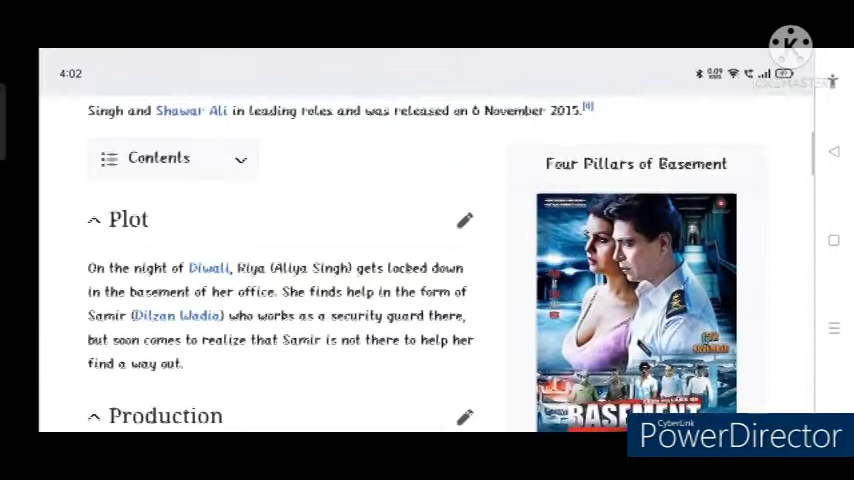 4:02
0.09
KINEMASTER
Singh and Shawar Ali in leading roles and was released on 6 November 2015.[4]
Contents
Four Pillars of Basement
Plot
On the night of Diwali, Riya (Aliya Singh) gets locked down
in the basement of her office. She finds help in the form of
Samir (Dilzan Wadia) who works as a security guard there,
but soon comes to realize that Samir is not there to help her
find a way out.
Production
BASEMENT
CyberLink
PowerDirector